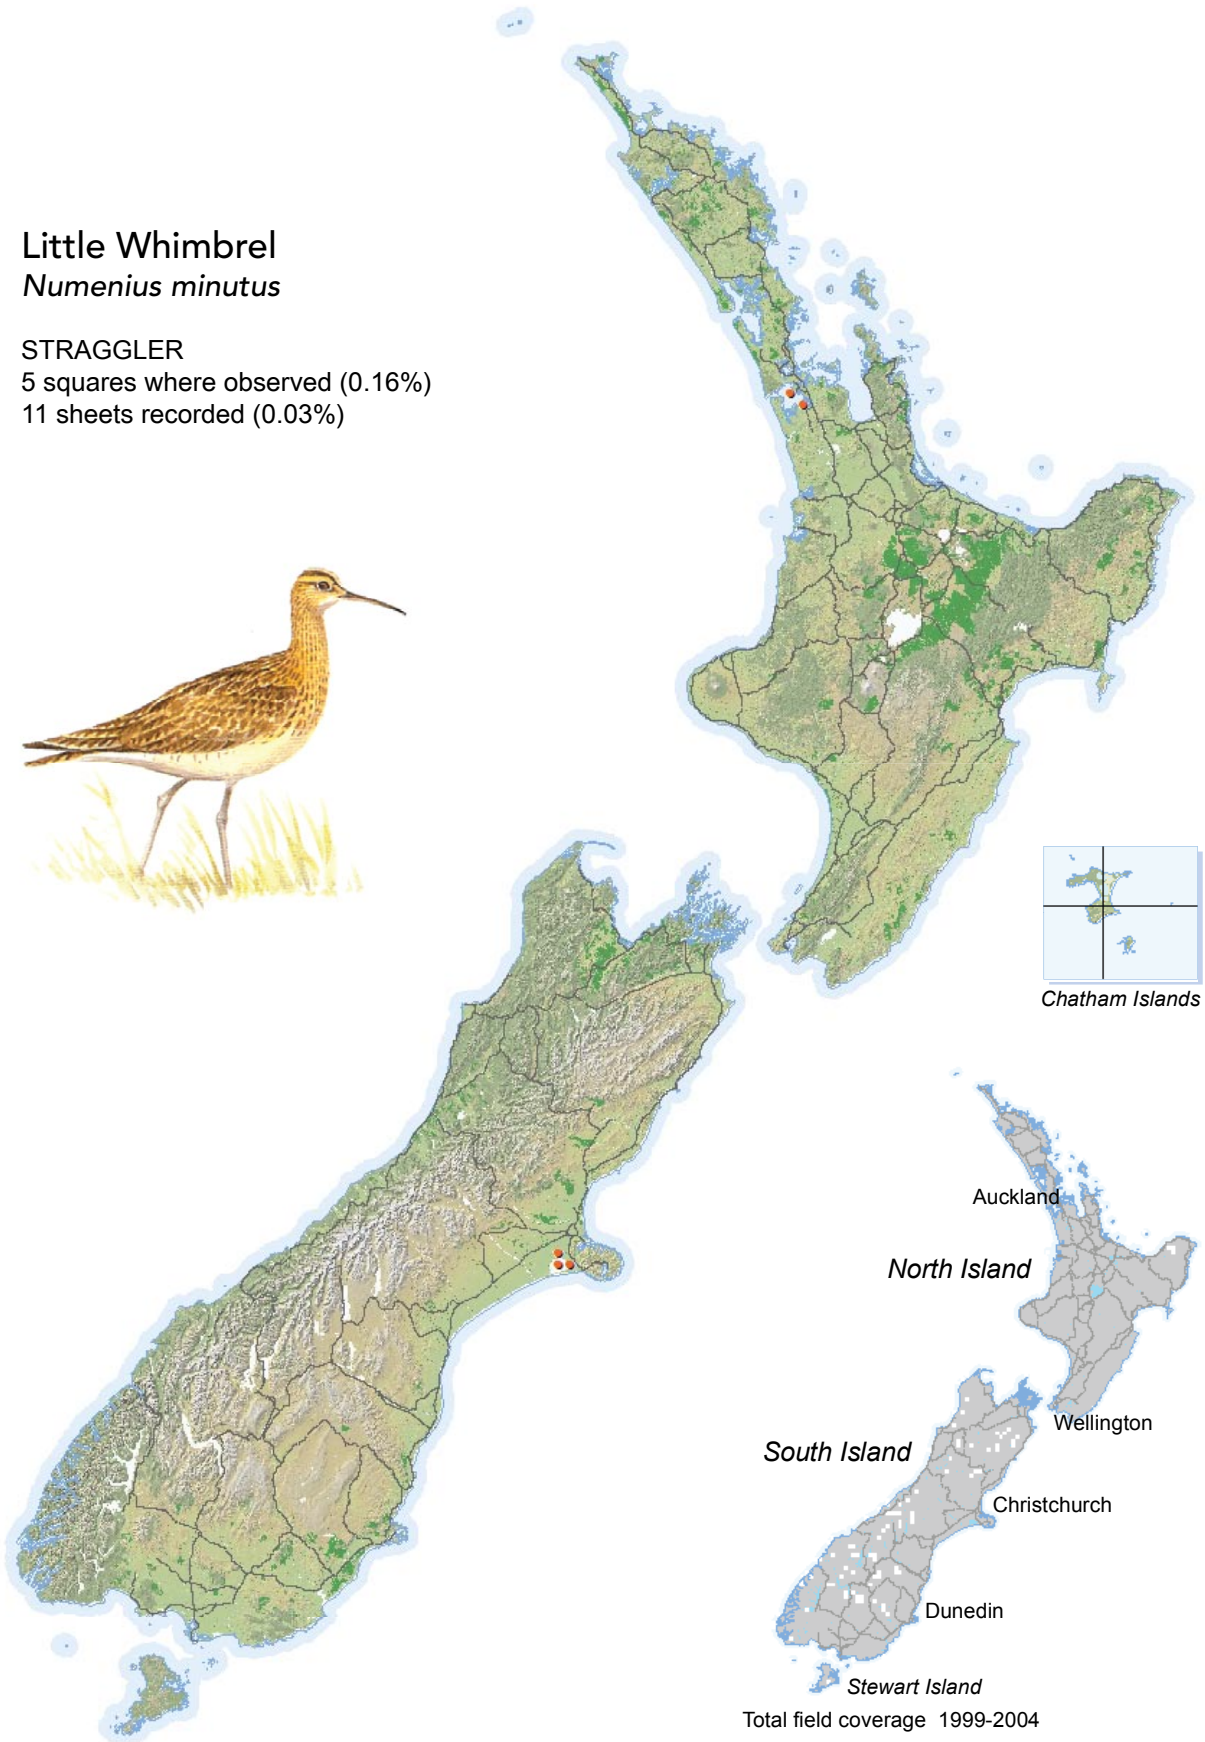 Little Whimbrel
Numenius minutus
STRAGGLER
5 squares where observed (0.16%)
11 sheets recorded (0.03%)
Chatham Islands
Auckland
North Island
Wellington
South Island
Christchurch
Dunedin
Stewart Island
Total field coverage 1999-2004